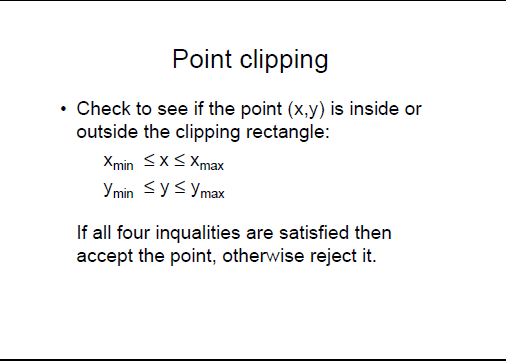 Point clipping
• Check to see if the point (x,y) is inside or
outside the clipping rectangle:
xmin ≤ x ≤ xmax
ymin ≤ y ≤ ymax
If all four inqualities are satisfied then
accept the point, otherwise reject it.